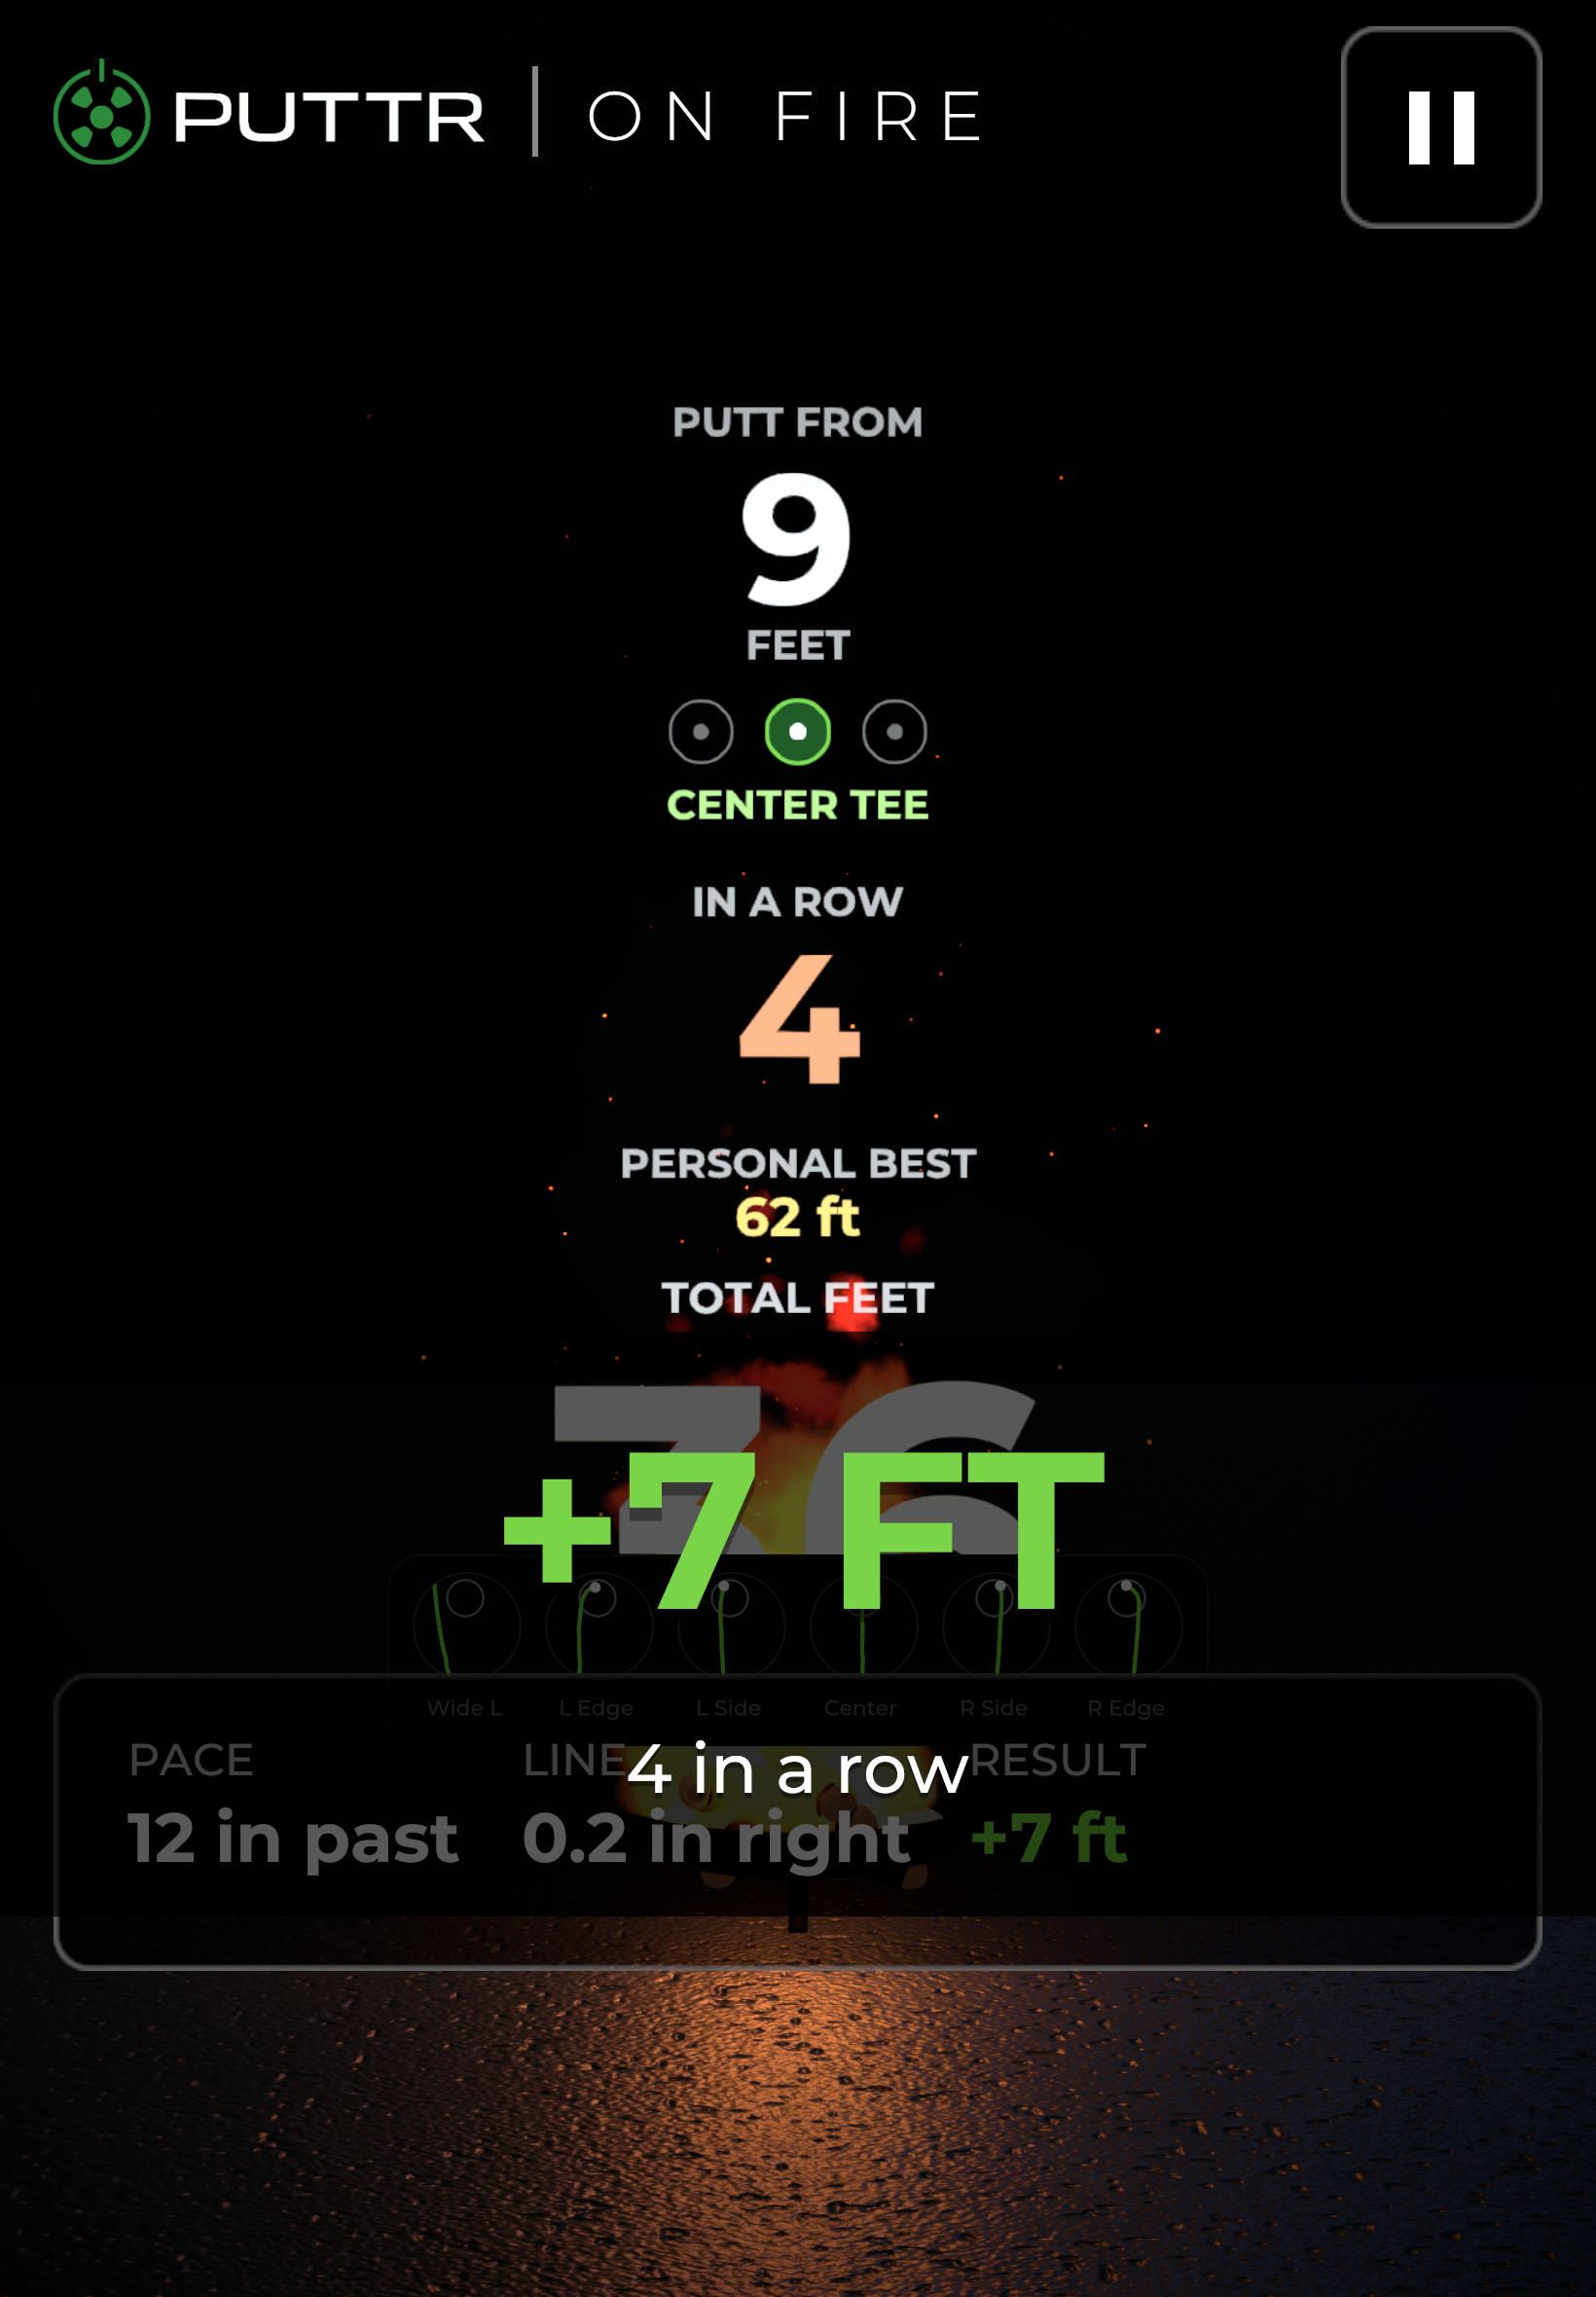 PUTTR | ON FIRE
PUTT FROM
9
FEET
CENTER TEE
IN A ROW
4
PERSONAL BEST
62 ft
TOTAL FEET
+7 FT
Wide L L Edge L Side Center R Side R Edge
4 in a row
PACE LINE RESULT
12 in past 0.2 in right +7 ft